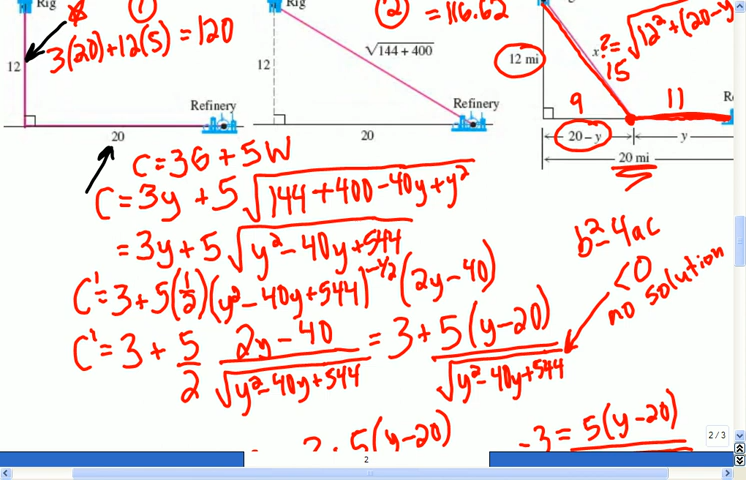 Rig ①
3(20)+12(5) = 120
12
Refinery
20
Rig ② = 116.62
√144 + 400
12
Refinery
20
12 mi
x ?= √12² + (20-y
15
9 11
R
20 – y y
20 mi
C = 3G + 5W
C = 3y + 5√144 + 400 - 40y + y²
= 3y + 5√y² - 40y + 544
C' = 3 + 5(1/2)(y² - 40y + 544)^-1/2 (2y - 40)
C' = 3 + 5/2 2y - 40/√y² - 40y + 544 = 3 + 5(y - 20)/√y² - 40y + 544
b² - 4ac
< 0
no solution
5(y-20)
-3 = 5(y-20)
2 / 3
2